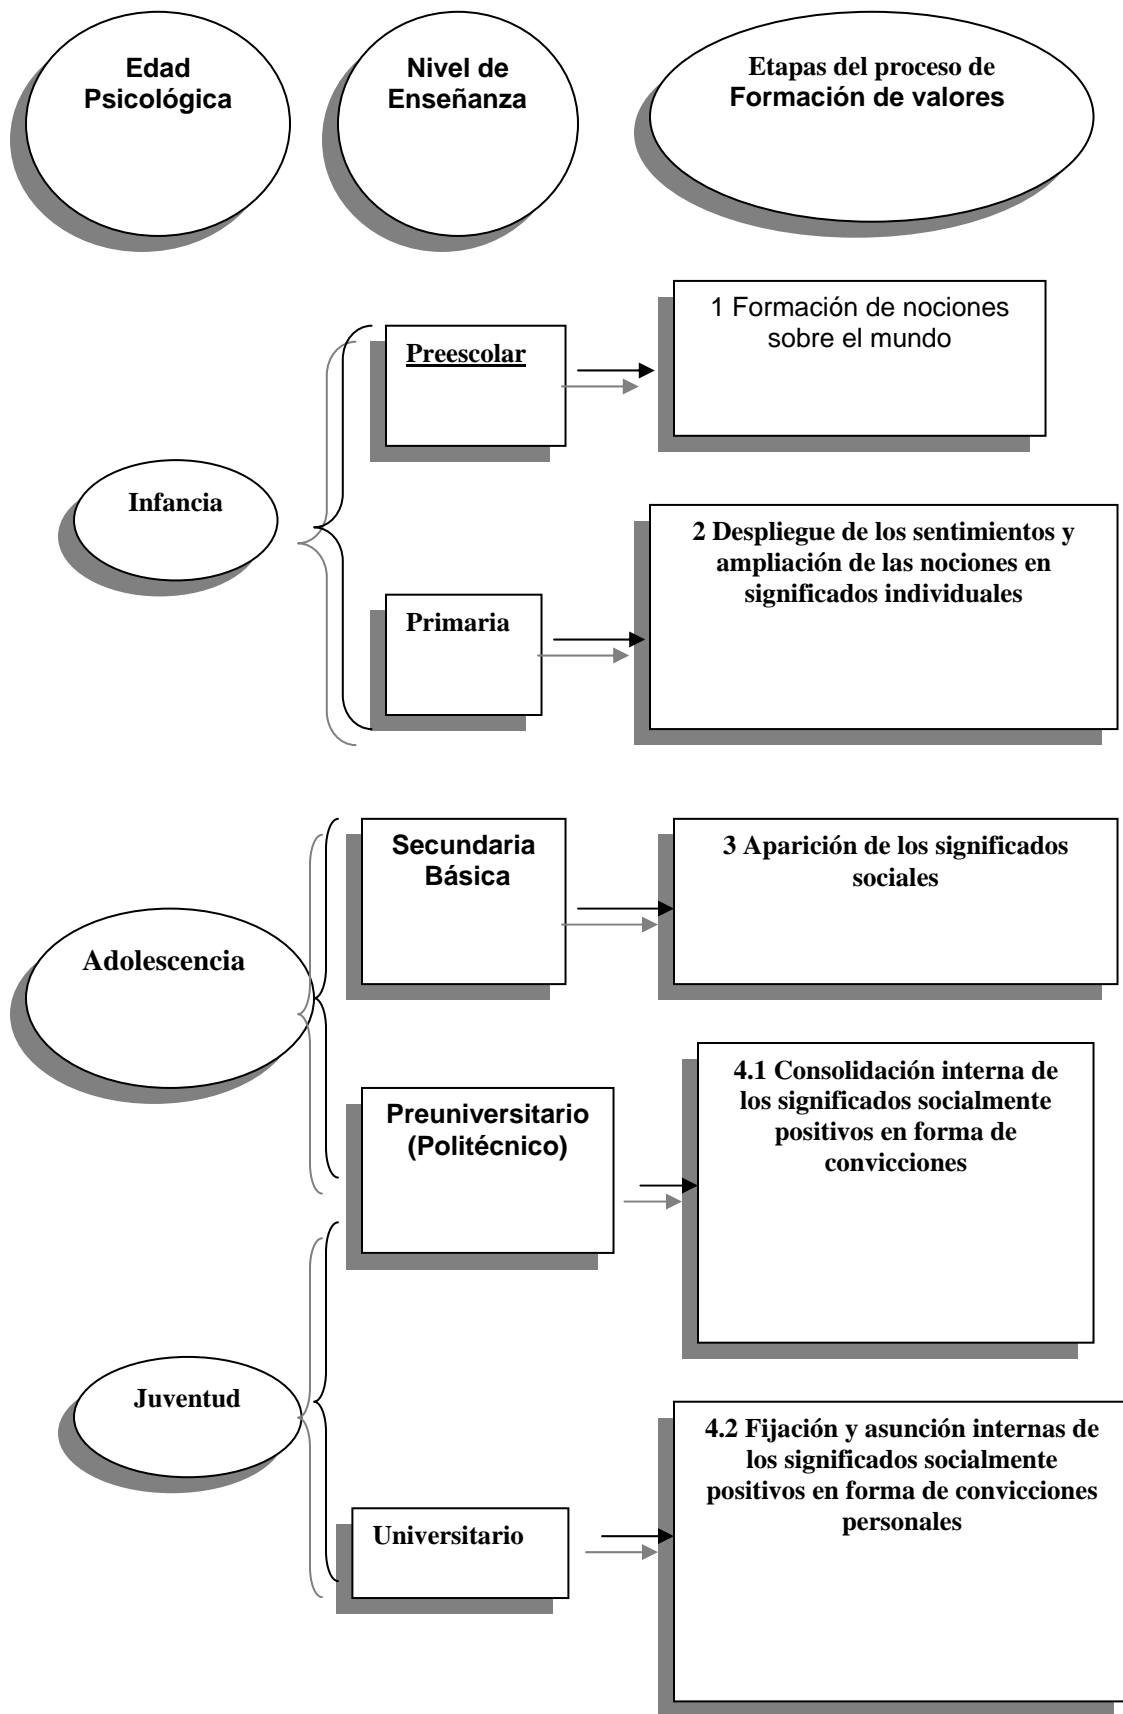 Edad
Psicológica
Nivel de
Enseñanza
Etapas del proceso de
Formación de valores
Preescolar
1 Formación de nociones
sobre el mundo
Infancia
2 Despliegue de los sentimientos y
ampliación de las nociones en
significados individuales
Primaria
Secundaria
Básica
3 Aparición de los significados
sociales
Adolescencia
Preuniversitario
(Politécnico)
4.1 Consolidación interna de
los significados socialmente
positivos en forma de
convicciones
Juventud
4.2 Fijación y asunción internas de
los significados socialmente
positivos en forma de convicciones
personales
Universitario